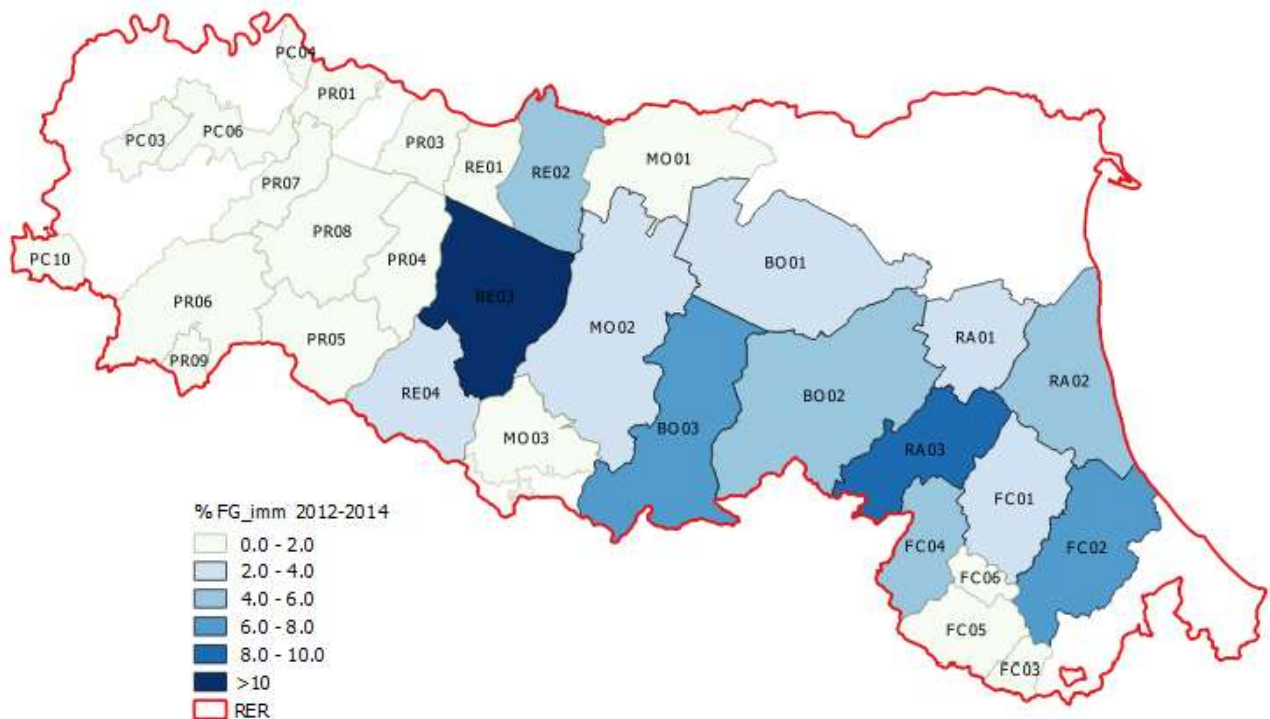 PC04
PR01
PC03
PC06
PR03
RE01
RE02
MO01
PR07
PC10
PR08
PR04
BO01
PR06
RE03
MO02
PR05
PR09
RA01
RE04
BO02
RA02
MO03
BO03
RA03
FC01
FC04
FC02
FC06
FC05
FC03
% FG_imm 2012-2014
0.0 - 2.0
2.0 - 4.0
4.0 - 6.0
6.0 - 8.0
8.0 - 10.0
>10
RER